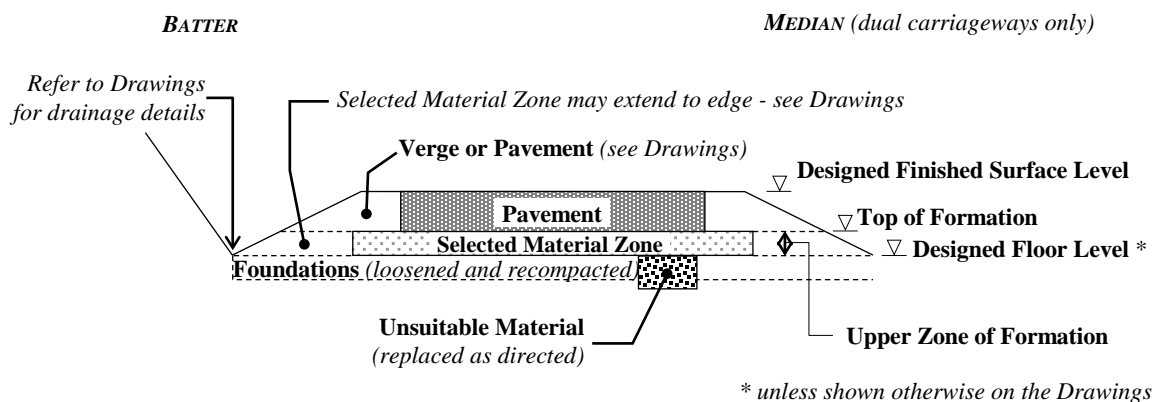 BATTER
MEDIAN (dual carriageways only)
Refer to Drawings
for drainage details
Selected Material Zone may extend to edge - see Drawings
Verge or Pavement (see Drawings)
Designed Finished Surface Level
Pavement
Top of Formation
Selected Material Zone
Designed Floor Level *
Foundations (loosened and recompacted)
Unsuitable Material
(replaced as directed)
Upper Zone of Formation
* unless shown otherwise on the Drawings